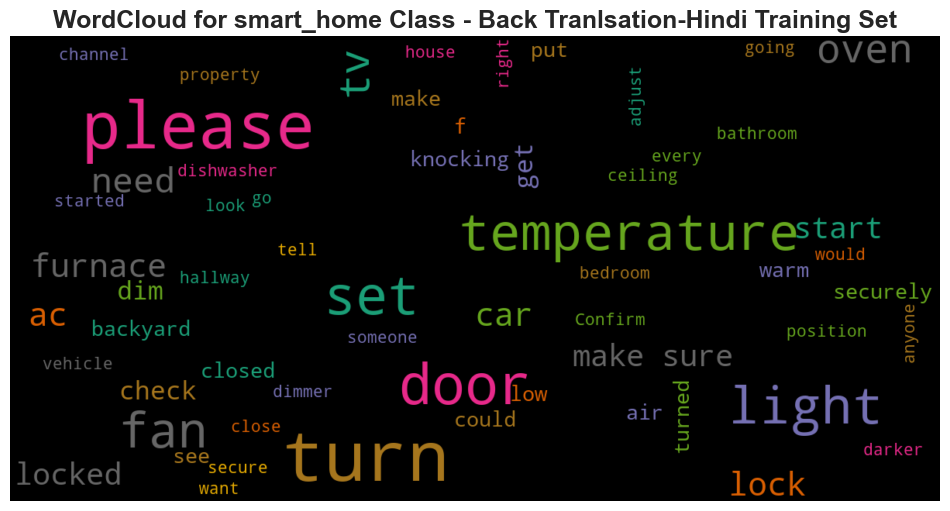 WordCloud for smart_home Class - Back Tranlsation-Hindi Training Set
channel
house
right
put
going
oven
property
tv
make
adjust
please
f
bathroom
knocking
get
every
need
dishwasher
ceiling
started
look
go
temperature
start
tell
would
furnace
hallway
bedroom
warm
dim
set
securely
ac
backyard
car
Confirm
position
anyone
someone
vehicle
closed
make sure
check
dimmer
door
low
light
fan
close
could
air
turned
see
secure
turn
darker
locked
want
lock